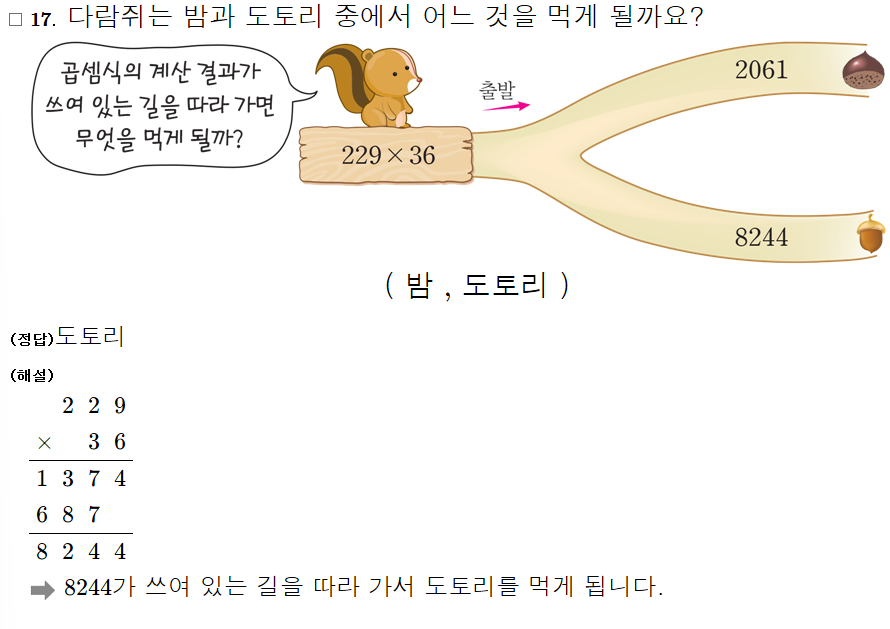 □ 17. 다람쥐는 밤과 도토리 중에서 어느 것을 먹게 될까요?
곱셈식의 계산 결과가
쓰여 있는 길을 따라 가면
무엇을 먹게 될까?
229×36
출발
2061
8244
( 밤 , 도토리 )
(정답)도토리
(해설)
2 2 9
× 3 6
1 3 7 4
6 8 7
8 2 4 4
➡ 8244가 쓰여 있는 길을 따라 가서 도토리를 먹게 됩니다.